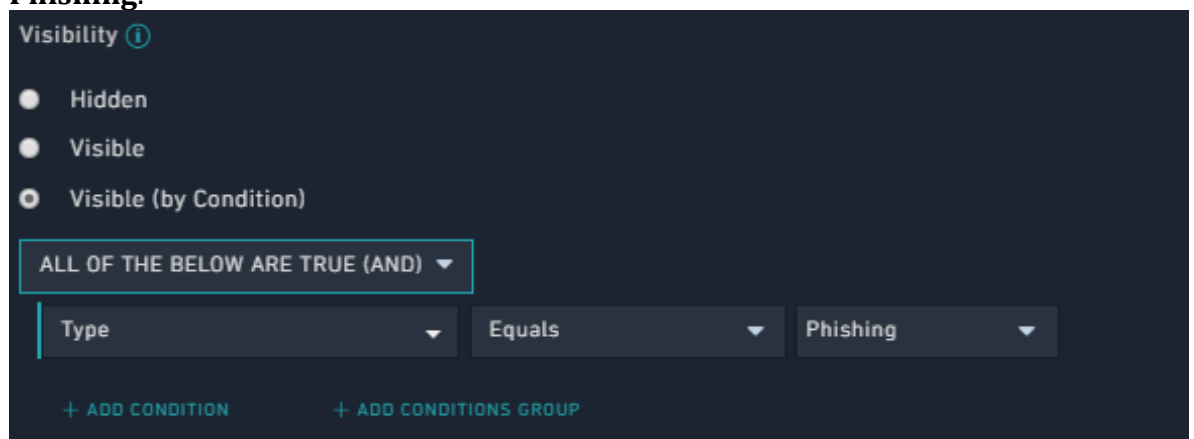 Phishing.
Visibility
Hidden
Visible
Visible (by Condition)
ALL OF THE BELOW ARE TRUE (AND)
Type Equals Phishing
+ ADD CONDITION + ADD CONDITIONS GROUP